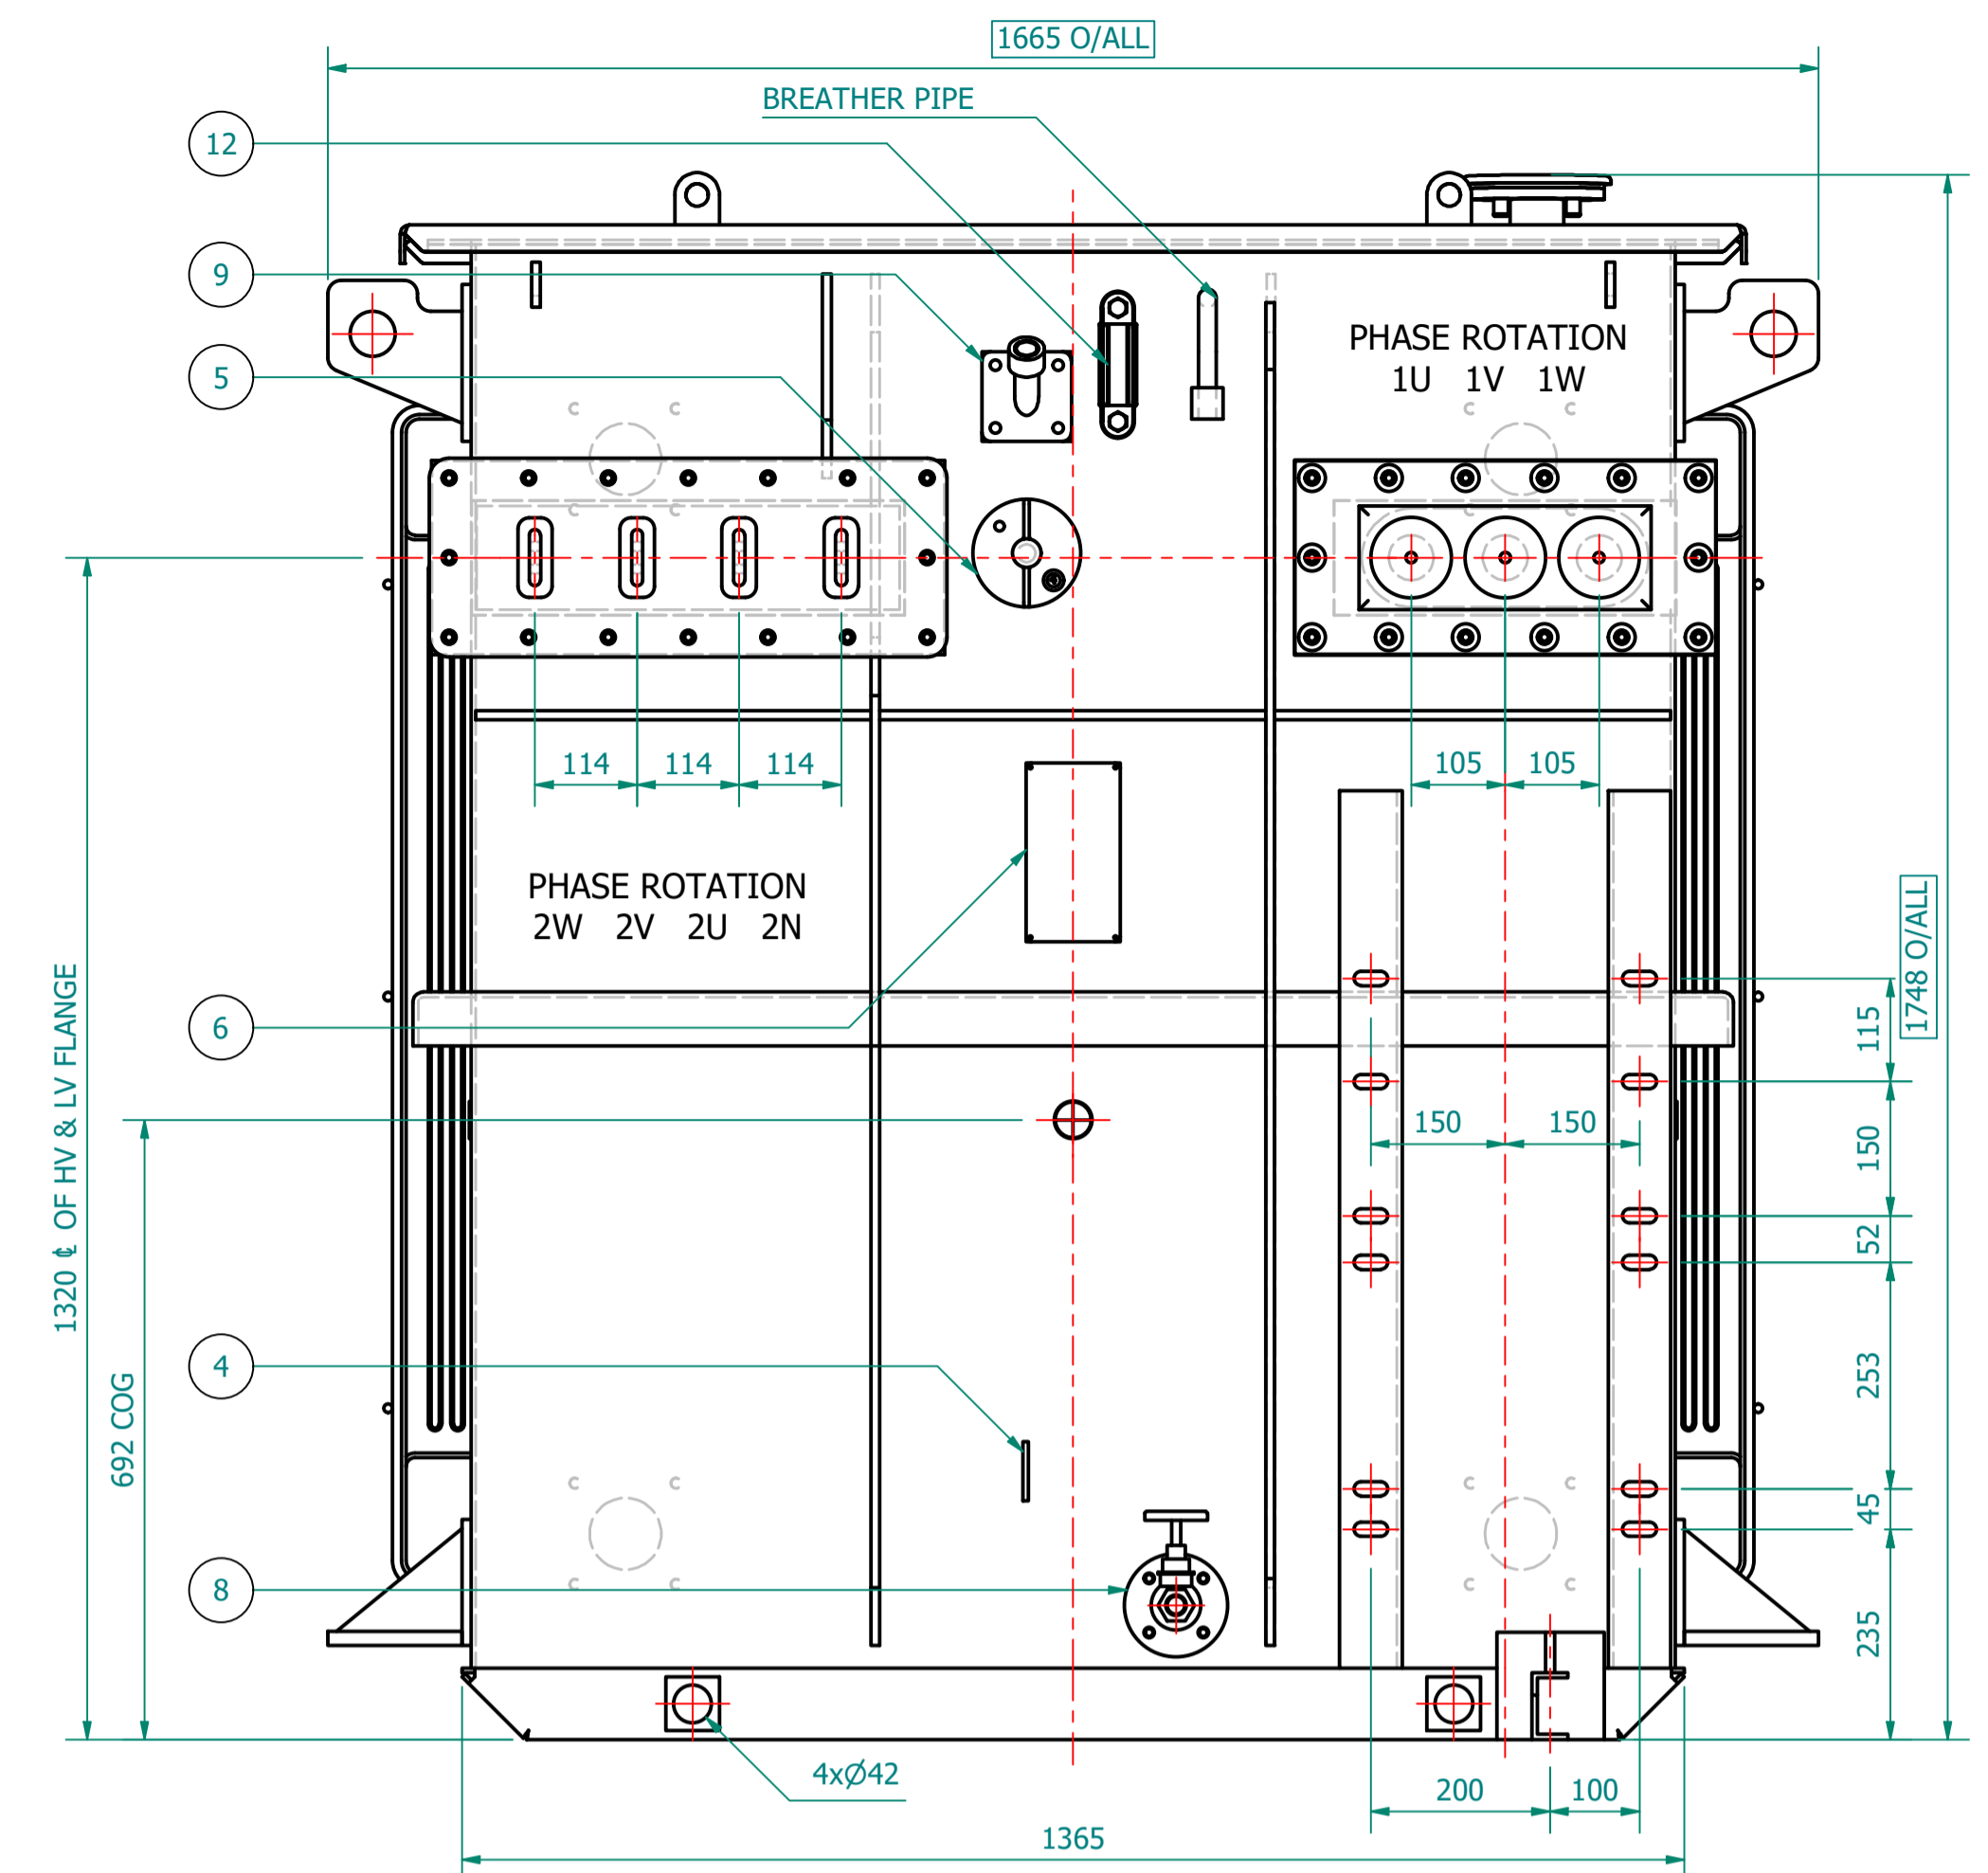 1665 O/ALL
BREATHER PIPE
12
9
5
PHASE ROTATION
1U 1V 1W
114 114 114
105 105
PHASE ROTATION
2W 2V 2U 2N
6
1320 ℄ OF HV & LV FLANGE
692 COG
1748 O/ALL
115
150 150
150
52
253
4
45
8
235
4xØ42
200 100
1365